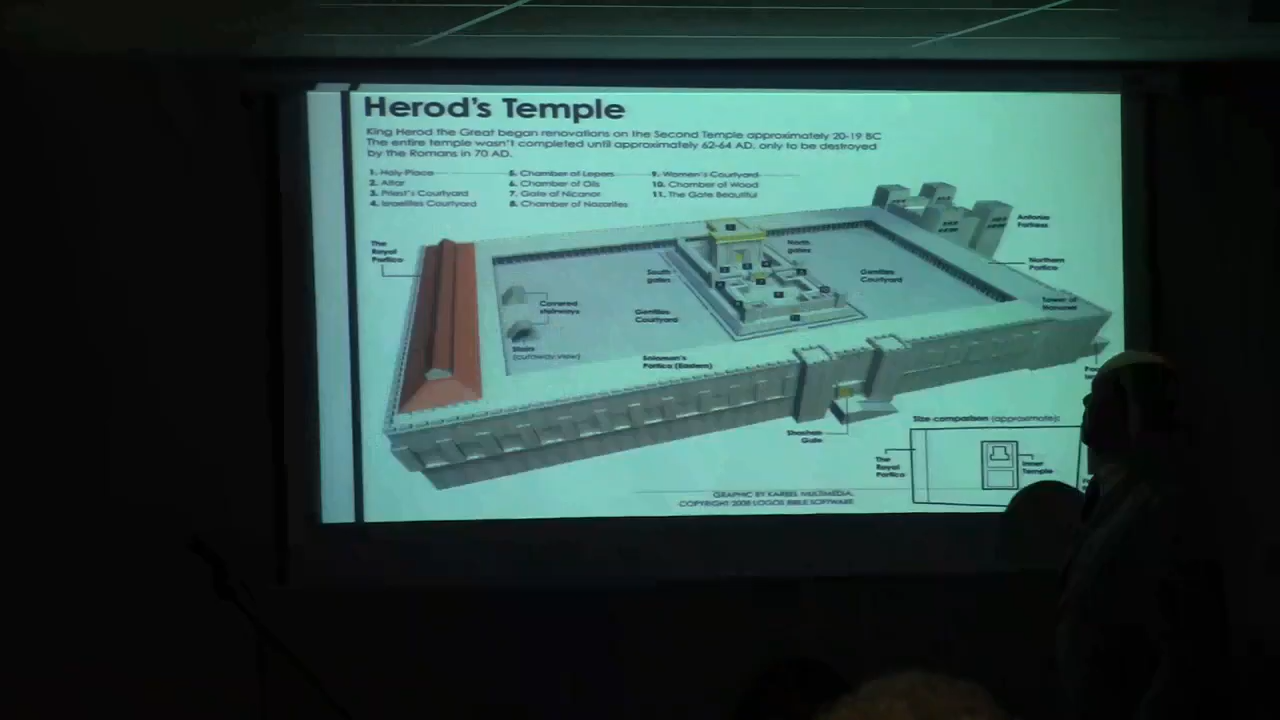 Herod's Temple
King Herod the Great began renovations on the Second Temple approximately 20-19 BC
The entire temple wasn't completed until approximately 62-64 AD, only to be destroyed
by the Romans in 70 AD.
1. Holy Place
2. Altar
3. Priest's Courtyard
4. Israelites Courtyard
5. Chamber of Lepers
6. Chamber of Oils
7. Gate of Nicanor
8. Chamber of Nazarites
9. Women's Courtyard
10. Chamber of Wood
11. The Gate Beautiful
The
Royal
Portico
South
gates
North
gates
Gentiles
Courtyard
Antonia
Fortress
Northern
Portico
Tower of
Covered
stairways
Gentiles
Courtyard
Stairs
(cutaway view)
Solomon's
Portico (Eastern)
Shushan
Gate
Size comparison (approximate):
The
Royal
Portico
Inner
Temple
GRAPHIC BY KARBEL MULTIMEDIA,
COPYRIGHT 2008 LOGOS BIBLE SOFTWARE